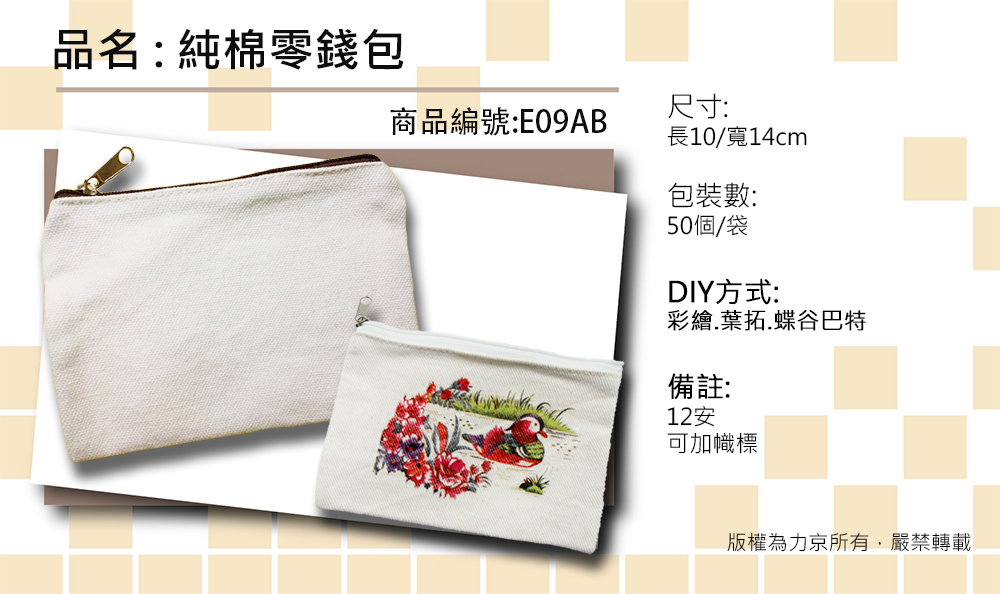 品名 : 純棉零錢包
商品編號:E09AB
尺寸:
長10/寬14cm
包裝數:
50個/袋
DIY方式:
彩繪.葉拓.蝶谷巴特
備註:
12安
可加幟標
版權為力京所有，嚴禁轉載